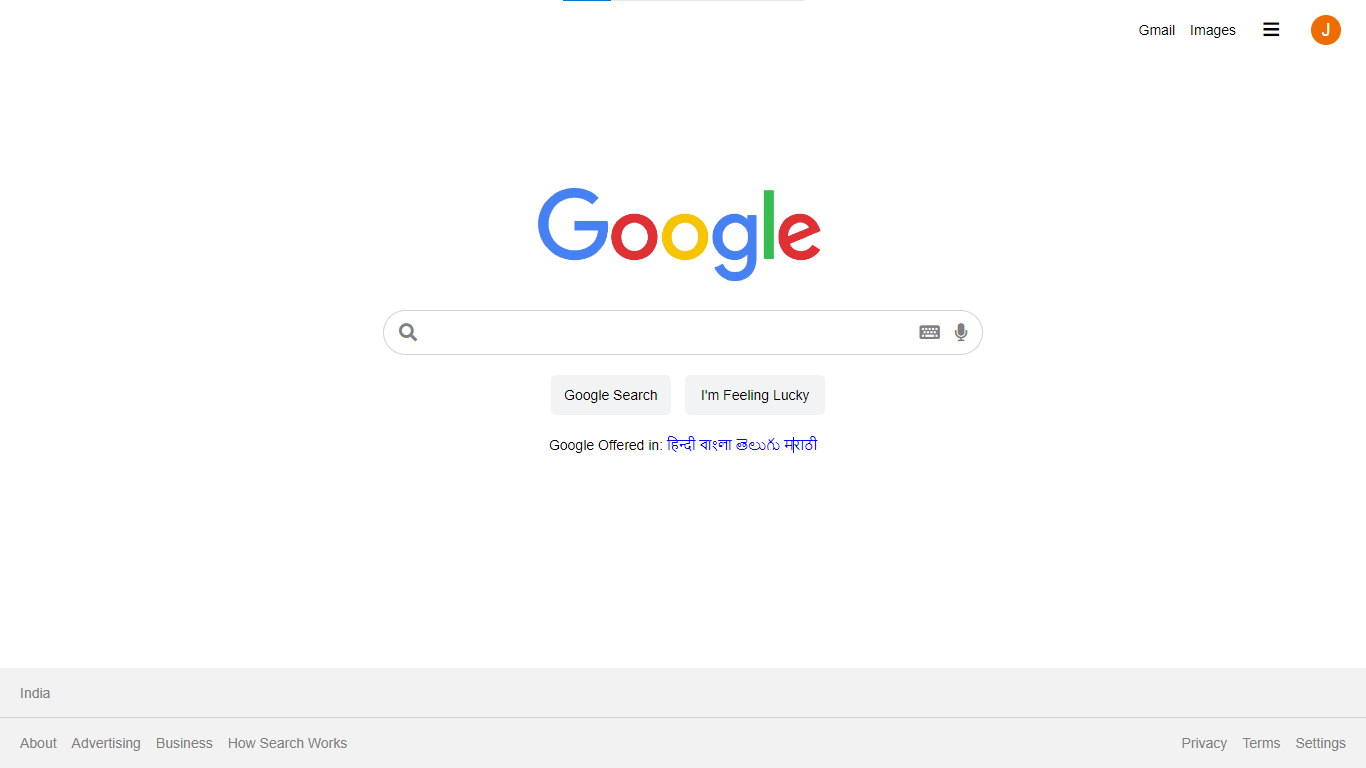 Gmail Images J
Google
Google Search I'm Feeling Lucky
Google Offered in: हिन्दी বাংলা తెలుగు मराठी
India
About Advertising Business How Search Works Privacy Terms Settings